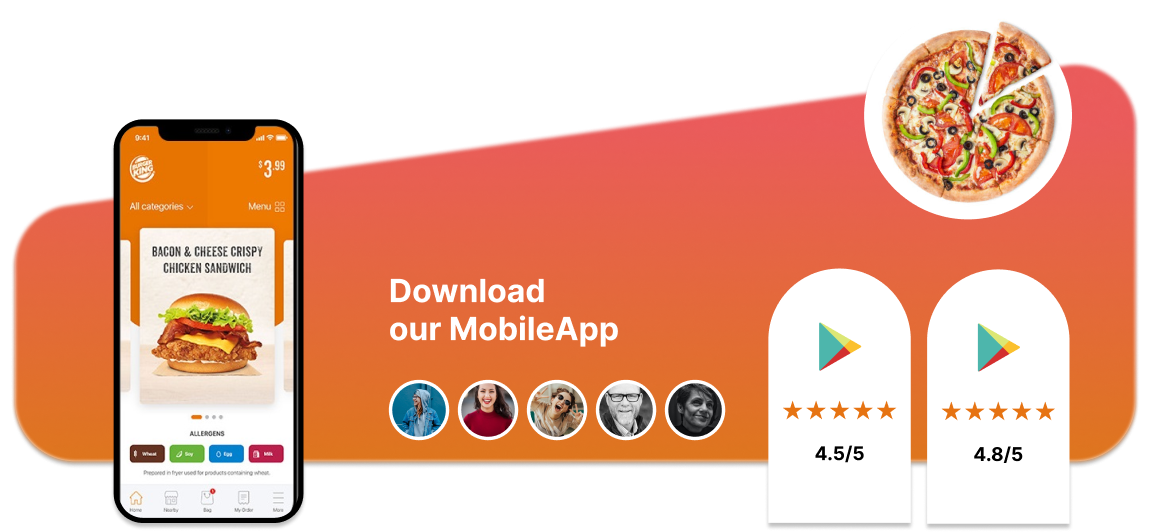 9:41
BURGER
KING
$3.99
All categories
Menu
BACON & CHEESE CRISPY
CHICKEN SANDWICH
ALLERGENS
Wheat
Soy
Egg
Milk
Prepared in fryer used for products containing wheat.
Home
Nearby
Bag
My Order
More
Download
our MobileApp
4.5/5
4.8/5